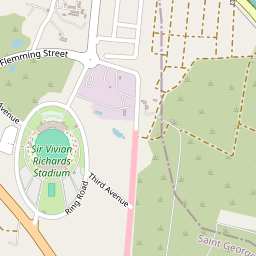 Flemming Street
Avenue
Sir Vivian
Richards
Stadium
Ring Road
Third Avenue
Saint George